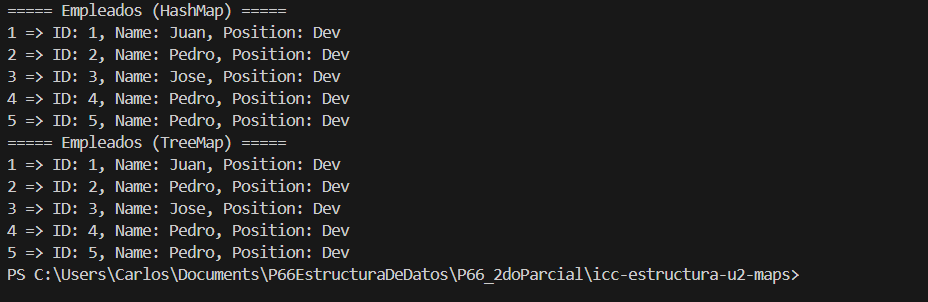 ===== Empleados (HashMap) =====
1 => ID: 1, Name: Juan, Position: Dev
2 => ID: 2, Name: Pedro, Position: Dev
3 => ID: 3, Name: Jose, Position: Dev
4 => ID: 4, Name: Pedro, Position: Dev
5 => ID: 5, Name: Pedro, Position: Dev
===== Empleados (TreeMap) =====
1 => ID: 1, Name: Juan, Position: Dev
2 => ID: 2, Name: Pedro, Position: Dev
3 => ID: 3, Name: Jose, Position: Dev
4 => ID: 4, Name: Pedro, Position: Dev
5 => ID: 5, Name: Pedro, Position: Dev
PS C:\Users\Carlos\Documents\P66EstructuraDeDatos\P66_2doParcial\icc-estructura-u2-maps>